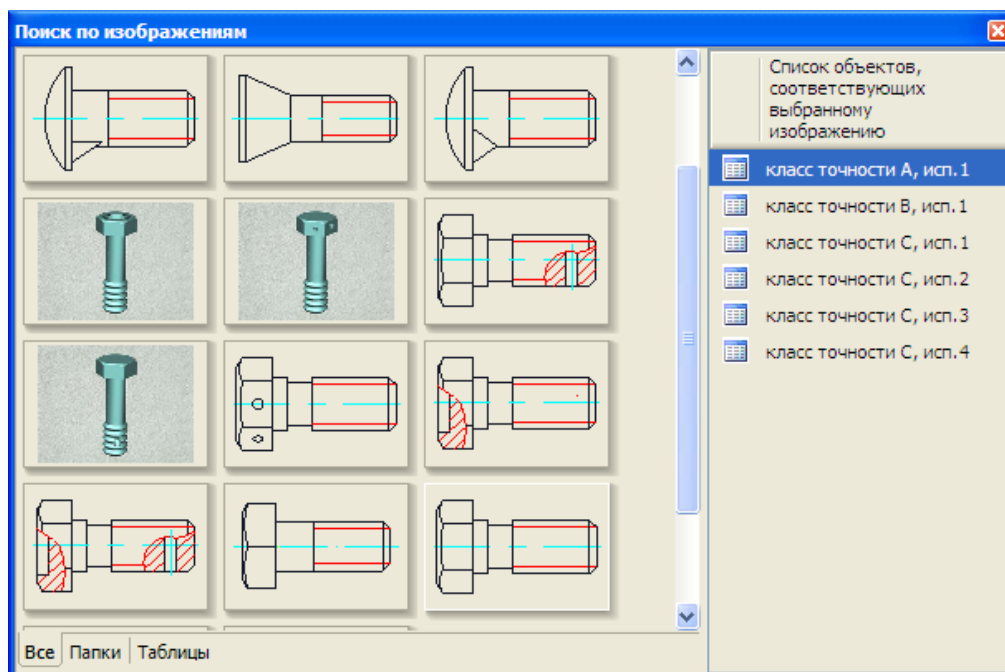 Поиск по изображениям
Список объектов,
соответствующих
выбранному
изображению
класс точности А, исп.1
класс точности В, исп.1
класс точности С, исп.1
класс точности С, исп.2
класс точности С, исп.3
класс точности С, исп.4
Все Папки Таблицы